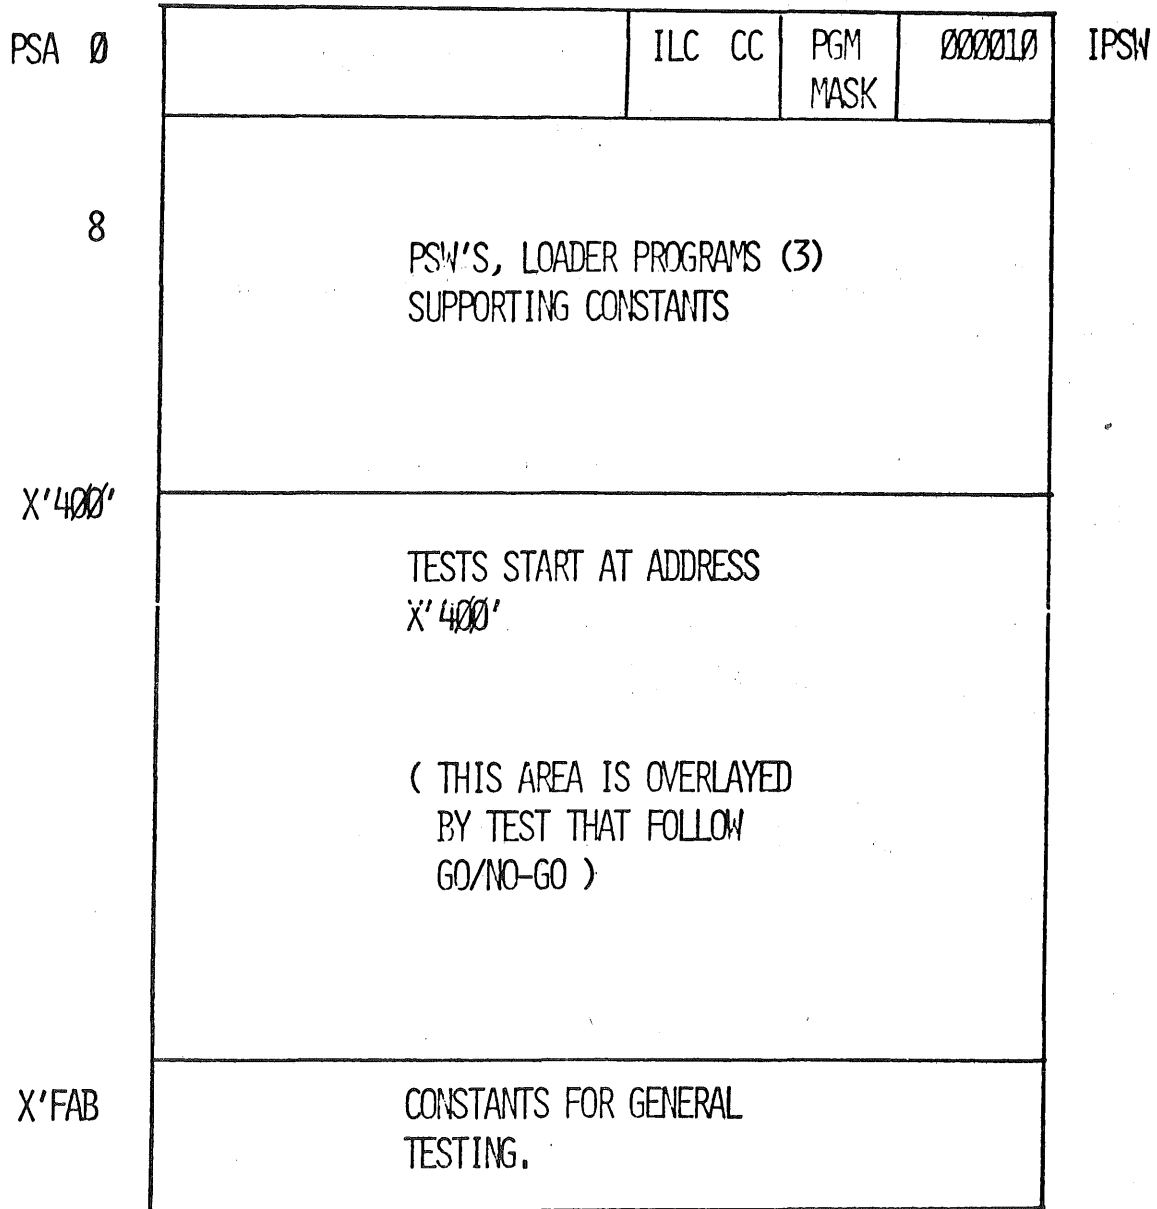 PSA Ø ILC CC PGM MASK ØØØØ1Ø IPSW
8
PSW'S, LOADER PROGRAMS (3)
SUPPORTING CONSTANTS
X'4ØØ'
TESTS START AT ADDRESS
X'4ØØ'
( THIS AREA IS OVERLAYED
BY TEST THAT FOLLOW
GO/NO-GO )
X'FAB
CONSTANTS FOR GENERAL
TESTING.